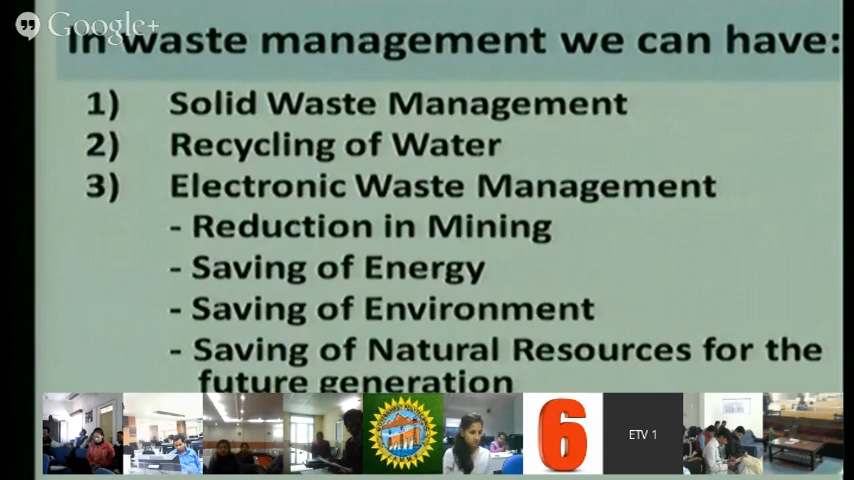 Google+
In waste management we can have:
1) Solid Waste Management
2) Recycling of Water
3) Electronic Waste Management
- Reduction in Mining
- Saving of Energy
- Saving of Environment
- Saving of Natural Resources for the
future generation
6
ETV 1